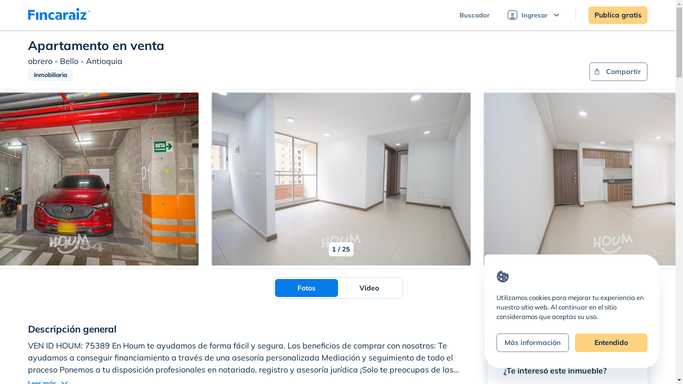 Fincaraiz
Buscador
Ingresar
Publica gratis
Apartamento en venta
obrero - Bello - Antioquia
Inmobiliaria
Compartir
RUTA
HOUM
HOUM
HOUM
1 / 25
Fotos
Video
Descripción general
VEN ID HOUM: 75389 En Houm te ayudamos de forma fácil y segura. Los beneficios de comprar con nosotros: Te
ayudamos a conseguir financiamiento a través de una asesoría personalizada Mediación y seguimiento de todo el
proceso Ponemos a tu disposición profesionales en notariado, registro y asesoría jurídica ¡Solo te preocupas de las...
Leer más
Utilizamos cookies para mejorar tu experiencia en
nuestro sitio web. Al continuar en el sitio
consideramos que aceptas su uso.
Más información
Entendido
¿Te interesó este inmueble?